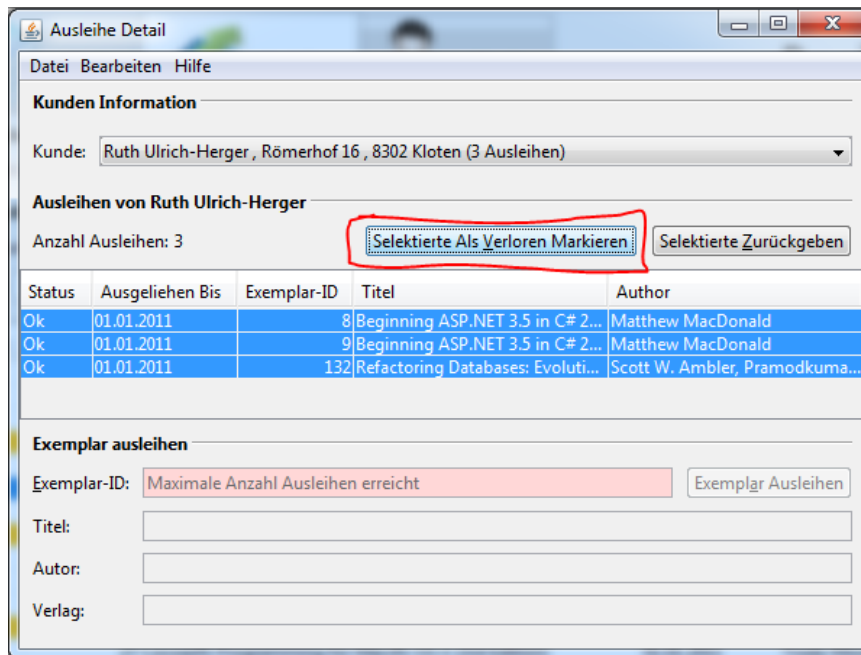 Ausleihe Detail
Datei Bearbeiten Hilfe
Kunden Information
Kunde: Ruth Ulrich-Herger , Römerhof 16 , 8302 Kloten (3 Ausleihen)
Ausleihen von Ruth Ulrich-Herger
Anzahl Ausleihen: 3 Selektierte Als Verloren Markieren Selektierte Zurückgeben
Status Ausgeliehen Bis Exemplar-ID Titel Author
Ok 01.01.2011 8 Beginning ASP.NET 3.5 in C# 2... Matthew MacDonald
Ok 01.01.2011 9 Beginning ASP.NET 3.5 in C# 2... Matthew MacDonald
Ok 01.01.2011 132 Refactoring Databases: Evoluti... Scott W. Ambler, Pramodkuma...
Exemplar ausleihen
Exemplar-ID: Maximale Anzahl Ausleihen erreicht Exemplar Ausleihen
Titel:
Autor:
Verlag: